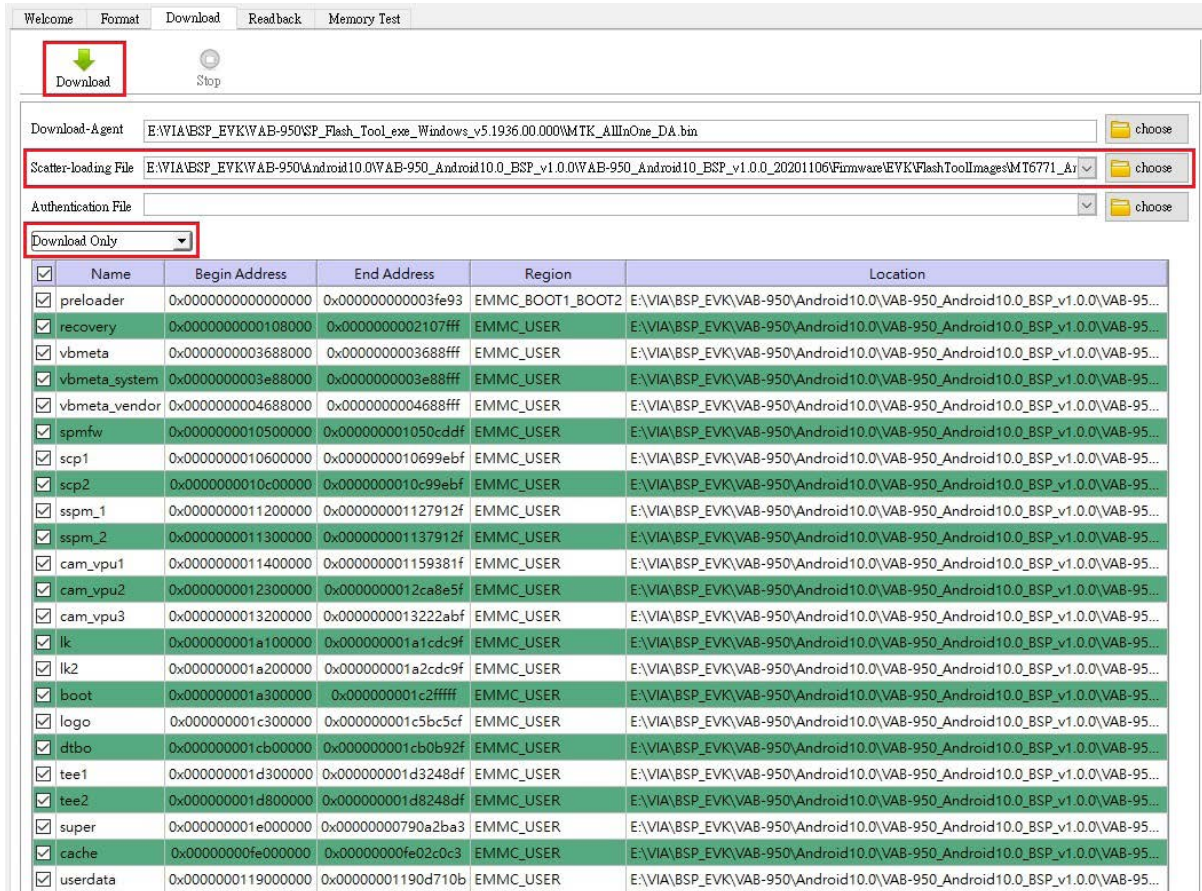 Welcome Format Download Readback Memory Test
Download Stop
Download-Agent E:\VIA\BSP_EVK\VAB-950\SP_Flash_Tool_exe_Windows_v5.1936.00.000\\MTK_AllInOne_DA.bin choose
Scatter-loading File E:\VIA\BSP_EVK\VAB-950\Android10.0\VAB-950_Android10.0_BSP_v1.0.0\VAB-950_Android10_BSP_v1.0.0_20201106\Firmware\EVK\FlashToolImages\MT6771_Ar choose
Authentication File choose
Download Only
Name Begin Address End Address Region Location
preloader 0x0000000000000000 0x000000000003fe93 EMMC_BOOT1_BOOT2 E:\VIA\BSP_EVK\VAB-950\Android10.0\VAB-950_Android10.0_BSP_v1.0.0\VAB-95...
recovery 0x0000000000108000 0x0000000002107fff EMMC_USER E:\VIA\BSP_EVK\VAB-950\Android10.0\VAB-950_Android10.0_BSP_v1.0.0\VAB-95...
vbmeta 0x0000000003688000 0x0000000003688fff EMMC_USER E:\VIA\BSP_EVK\VAB-950\Android10.0\VAB-950_Android10.0_BSP_v1.0.0\VAB-95...
vbmeta_system 0x0000000003e88000 0x0000000003e88fff EMMC_USER E:\VIA\BSP_EVK\VAB-950\Android10.0\VAB-950_Android10.0_BSP_v1.0.0\VAB-95...
vbmeta_vendor 0x0000000004688000 0x0000000004688fff EMMC_USER E:\VIA\BSP_EVK\VAB-950\Android10.0\VAB-950_Android10.0_BSP_v1.0.0\VAB-95...
spmfw 0x0000000010500000 0x000000001050cddf EMMC_USER E:\VIA\BSP_EVK\VAB-950\Android10.0\VAB-950_Android10.0_BSP_v1.0.0\VAB-95...
scp1 0x0000000010600000 0x0000000010699ebf EMMC_USER E:\VIA\BSP_EVK\VAB-950\Android10.0\VAB-950_Android10.0_BSP_v1.0.0\VAB-95...
scp2 0x0000000010c00000 0x0000000010c99ebf EMMC_USER E:\VIA\BSP_EVK\VAB-950\Android10.0\VAB-950_Android10.0_BSP_v1.0.0\VAB-95...
sspm_1 0x0000000011200000 0x000000001127912f EMMC_USER E:\VIA\BSP_EVK\VAB-950\Android10.0\VAB-950_Android10.0_BSP_v1.0.0\VAB-95...
sspm_2 0x0000000011300000 0x000000001137912f EMMC_USER E:\VIA\BSP_EVK\VAB-950\Android10.0\VAB-950_Android10.0_BSP_v1.0.0\VAB-95...
cam_vpu1 0x0000000011400000 0x000000001159381f EMMC_USER E:\VIA\BSP_EVK\VAB-950\Android10.0\VAB-950_Android10.0_BSP_v1.0.0\VAB-95...
cam_vpu2 0x0000000012300000 0x0000000012ca8e5f EMMC_USER E:\VIA\BSP_EVK\VAB-950\Android10.0\VAB-950_Android10.0_BSP_v1.0.0\VAB-95...
cam_vpu3 0x0000000013200000 0x0000000013222abf EMMC_USER E:\VIA\BSP_EVK\VAB-950\Android10.0\VAB-950_Android10.0_BSP_v1.0.0\VAB-95...
lk 0x000000001a100000 0x000000001a1cdc9f EMMC_USER E:\VIA\BSP_EVK\VAB-950\Android10.0\VAB-950_Android10.0_BSP_v1.0.0\VAB-95...
lk2 0x000000001a200000 0x000000001a2cdc9f EMMC_USER E:\VIA\BSP_EVK\VAB-950\Android10.0\VAB-950_Android10.0_BSP_v1.0.0\VAB-95...
boot 0x000000001a300000 0x000000001c2fffff EMMC_USER E:\VIA\BSP_EVK\VAB-950\Android10.0\VAB-950_Android10.0_BSP_v1.0.0\VAB-95...
logo 0x000000001c300000 0x000000001c5bc5cf EMMC_USER E:\VIA\BSP_EVK\VAB-950\Android10.0\VAB-950_Android10.0_BSP_v1.0.0\VAB-95...
dtbo 0x000000001cb00000 0x000000001cb0b92f EMMC_USER E:\VIA\BSP_EVK\VAB-950\Android10.0\VAB-950_Android10.0_BSP_v1.0.0\VAB-95...
tee1 0x000000001d300000 0x000000001d3248df EMMC_USER E:\VIA\BSP_EVK\VAB-950\Android10.0\VAB-950_Android10.0_BSP_v1.0.0\VAB-95...
tee2 0x000000001d800000 0x000000001d8248df EMMC_USER E:\VIA\BSP_EVK\VAB-950\Android10.0\VAB-950_Android10.0_BSP_v1.0.0\VAB-95...
super 0x000000001e000000 0x00000000790a2ba3 EMMC_USER E:\VIA\BSP_EVK\VAB-950\Android10.0\VAB-950_Android10.0_BSP_v1.0.0\VAB-95...
cache 0x00000000fe000000 0x00000000fe02c0c3 EMMC_USER E:\VIA\BSP_EVK\VAB-950\Android10.0\VAB-950_Android10.0_BSP_v1.0.0\VAB-95...
userdata 0x0000000119000000 0x00000001190d710b EMMC_USER E:\VIA\BSP_EVK\VAB-950\Android10.0\VAB-950_Android10.0_BSP_v1.0.0\VAB-95...